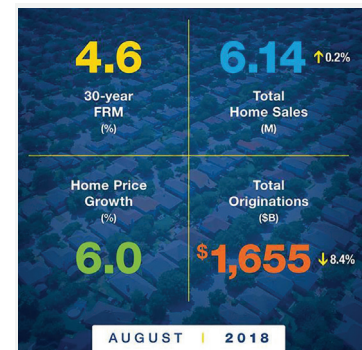 4.6
30-year
FRM
(%)
6.14 ↑0.2%
Total
Home Sales
(M)
Home Price
Growth
(%)
6.0
Total
Originations
($B)
$1,655 ↓8.4%
AUGUST | 2018